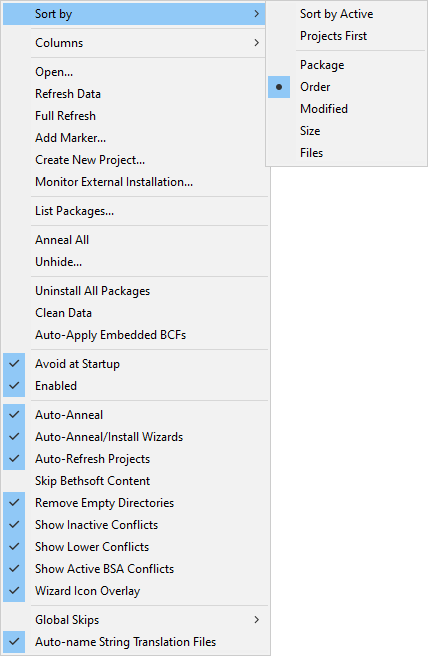 Sort by
Columns
Open...
Refresh Data
Full Refresh
Add Marker...
Create New Project...
Monitor External Installation...
List Packages...
Anneal All
Unhide...
Uninstall All Packages
Clean Data
Auto-Apply Embedded BCFs
Avoid at Startup
Enabled
Auto-Anneal
Auto-Anneal/Install Wizards
Auto-Refresh Projects
Skip Bethsoft Content
Remove Empty Directories
Show Inactive Conflicts
Show Lower Conflicts
Show Active BSA Conflicts
Wizard Icon Overlay
Global Skips
Auto-name String Translation Files
Sort by Active
Projects First
Package
Order
Modified
Size
Files